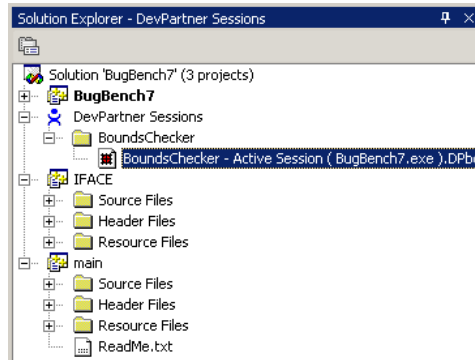 Solution Explorer - DevPartner Sessions
Solution 'BugBench7' (3 projects)
BugBench7
DevPartner Sessions
BoundsChecker
BoundsChecker - Active Session ( BugBench7.exe ).DPbc
IFACE
Source Files
Header Files
Resource Files
main
Source Files
Header Files
Resource Files
ReadMe.txt